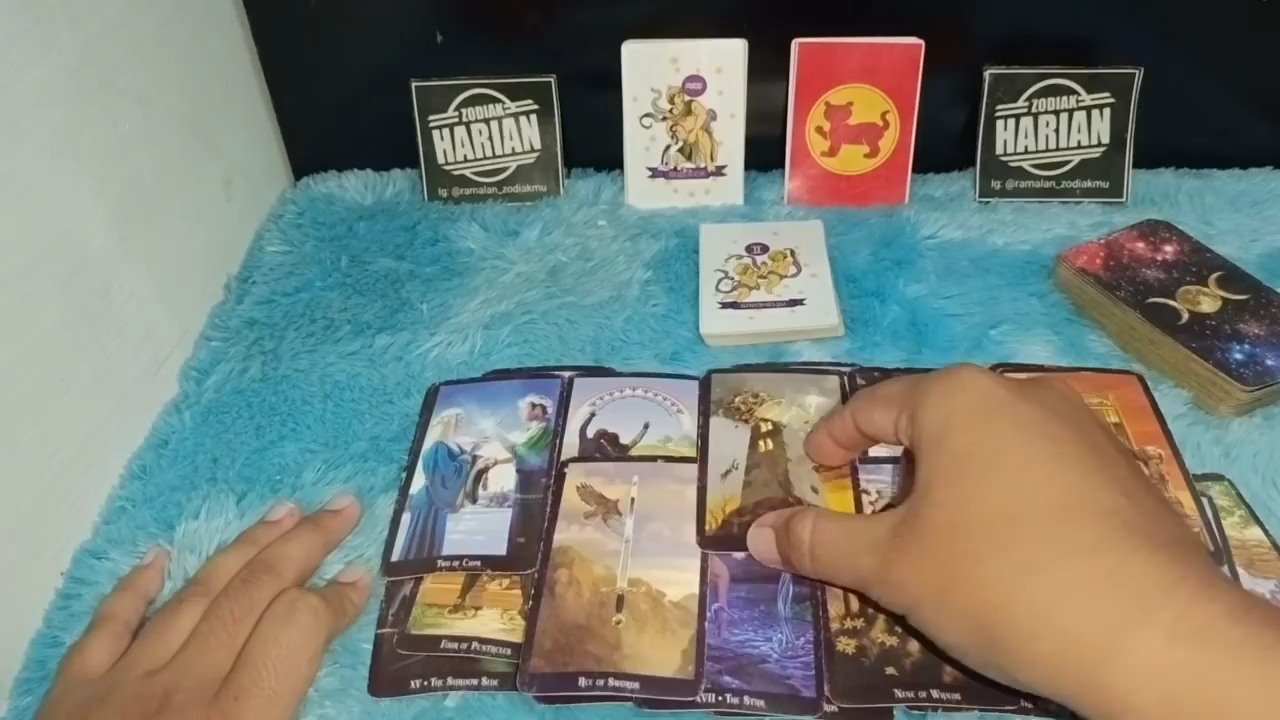 ZODIAK
HARIAN
Ig: @ramalan_zodiakmu
ZODIAK
HARIAN
Ig: @ramalan_zodiakmu
TWO OF CUPS
FOUR OF PENTACLES
XV • THE SHADOW SIDE
ACE OF SWORDS
XVII • THE STAR
NINE OF WANDS